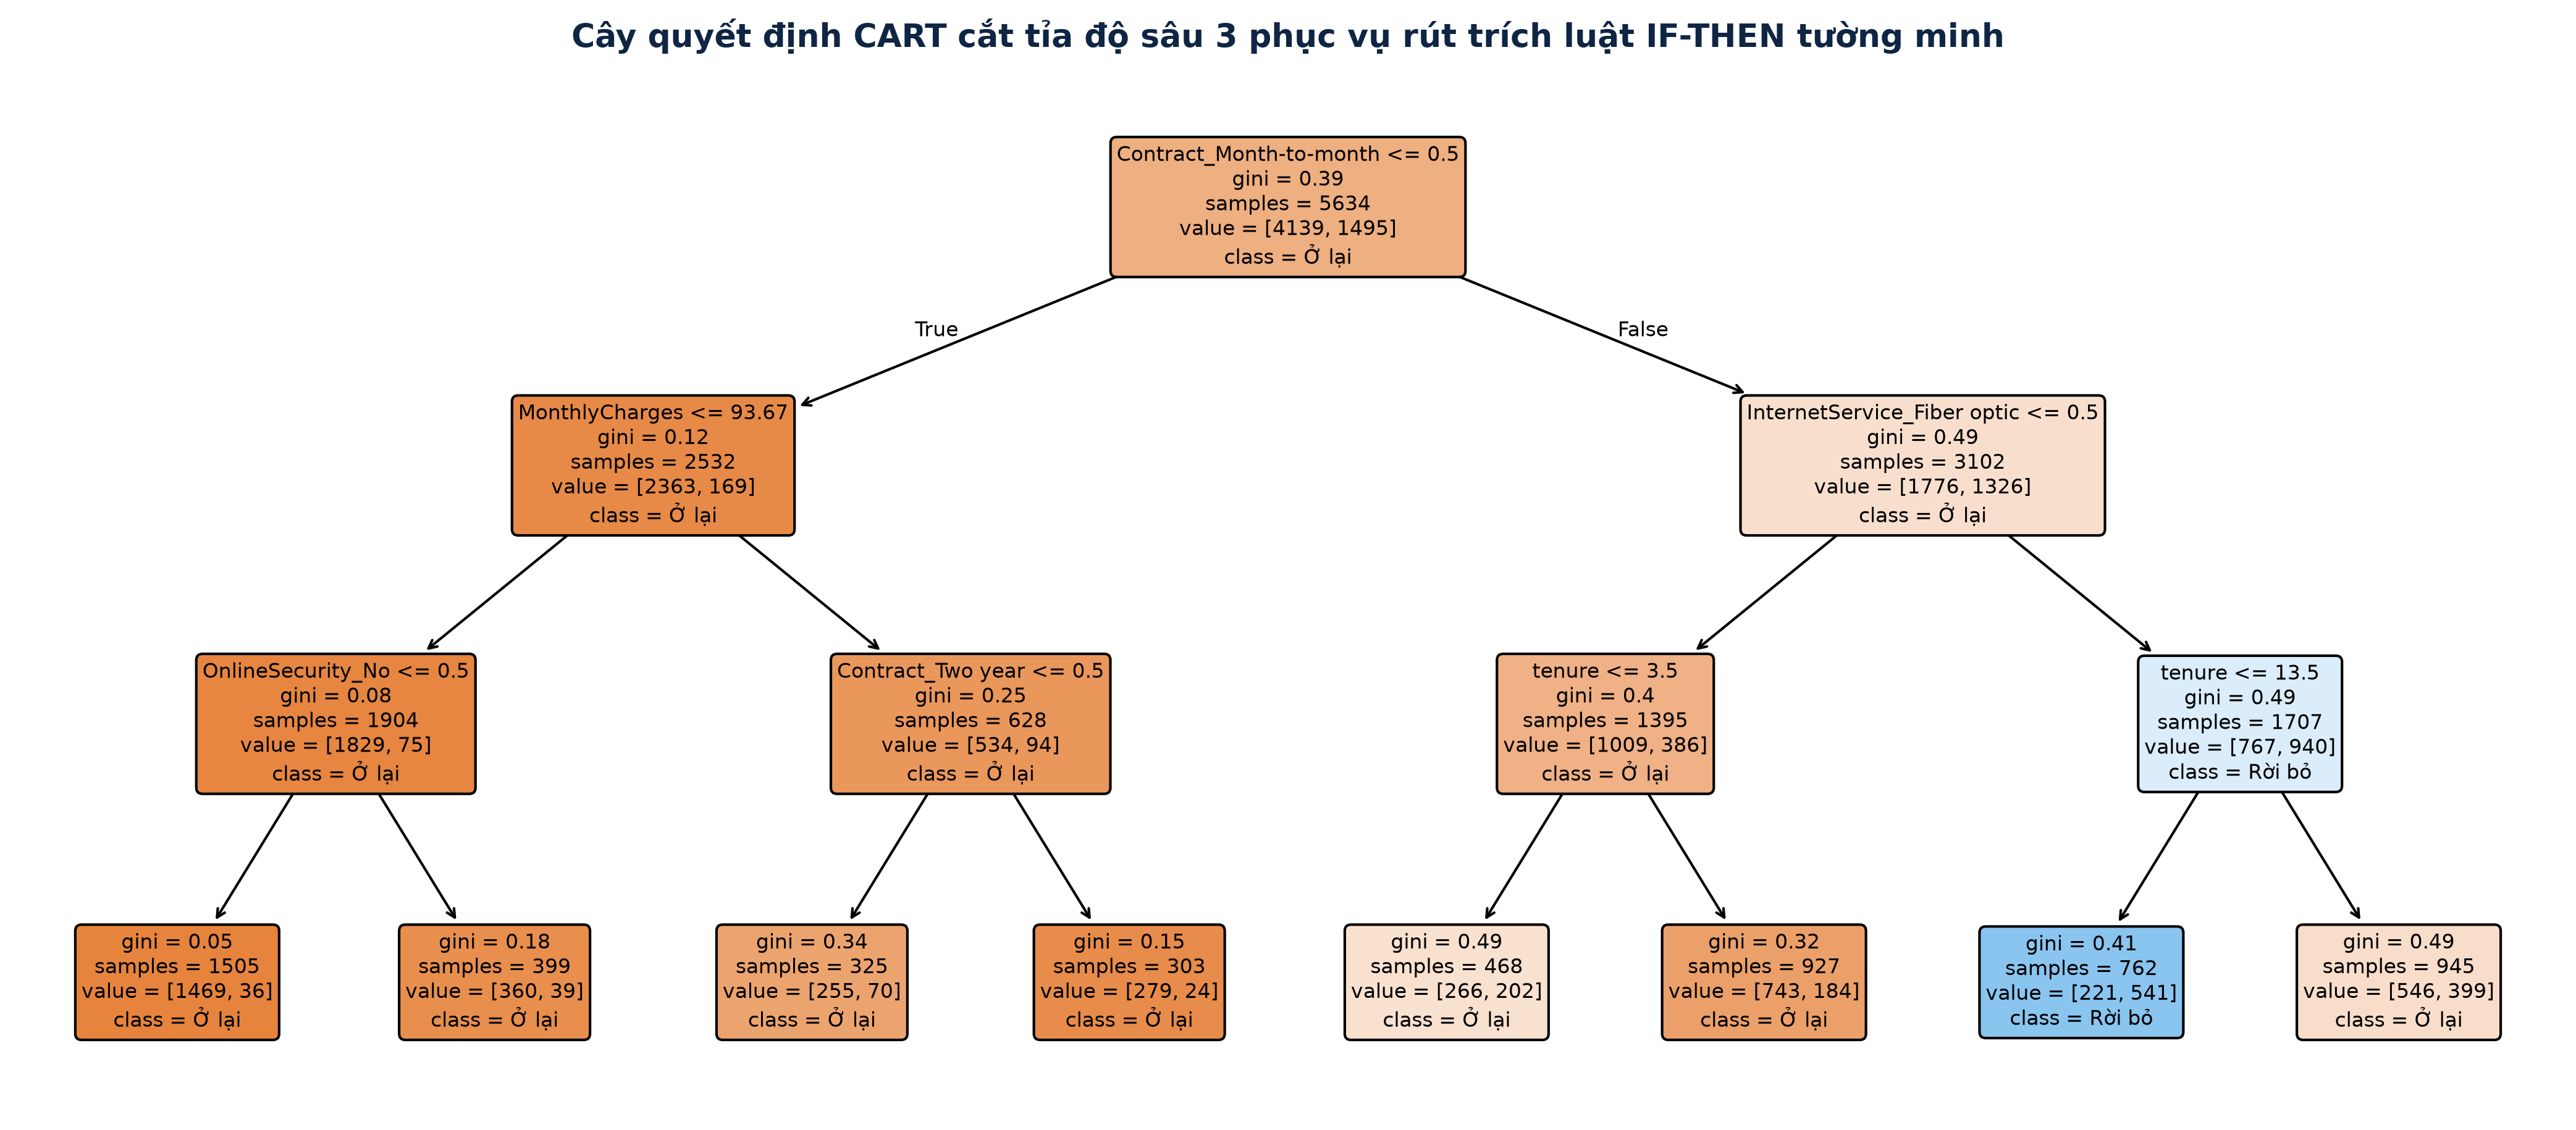 Cây quyết định CART cắt tỉa độ sâu 3 phục vụ rút trích luật IF-THEN tường minh
Contract_Month-to-month <= 0.5
gini = 0.39
samples = 5634
value = [4139, 1495]
class = Ở lại
True
False
MonthlyCharges <= 93.67
gini = 0.12
samples = 2532
value = [2363, 169]
class = Ở lại
InternetService_Fiber optic <= 0.5
gini = 0.49
samples = 3102
value = [1776, 1326]
class = Ở lại
OnlineSecurity_No <= 0.5
gini = 0.08
samples = 1904
value = [1829, 75]
class = Ở lại
Contract_Two year <= 0.5
gini = 0.25
samples = 628
value = [534, 94]
class = Ở lại
tenure <= 3.5
gini = 0.4
samples = 1395
value = [1009, 386]
class = Ở lại
tenure <= 13.5
gini = 0.49
samples = 1707
value = [767, 940]
class = Rời bỏ
gini = 0.05
samples = 1505
value = [1469, 36]
class = Ở lại
gini = 0.18
samples = 399
value = [360, 39]
class = Ở lại
gini = 0.34
samples = 325
value = [255, 70]
class = Ở lại
gini = 0.15
samples = 303
value = [279, 24]
class = Ở lại
gini = 0.49
samples = 468
value = [266, 202]
class = Ở lại
gini = 0.32
samples = 927
value = [743, 184]
class = Ở lại
gini = 0.41
samples = 762
value = [221, 541]
class = Rời bỏ
gini = 0.49
samples = 945
value = [546, 399]
class = Ở lại